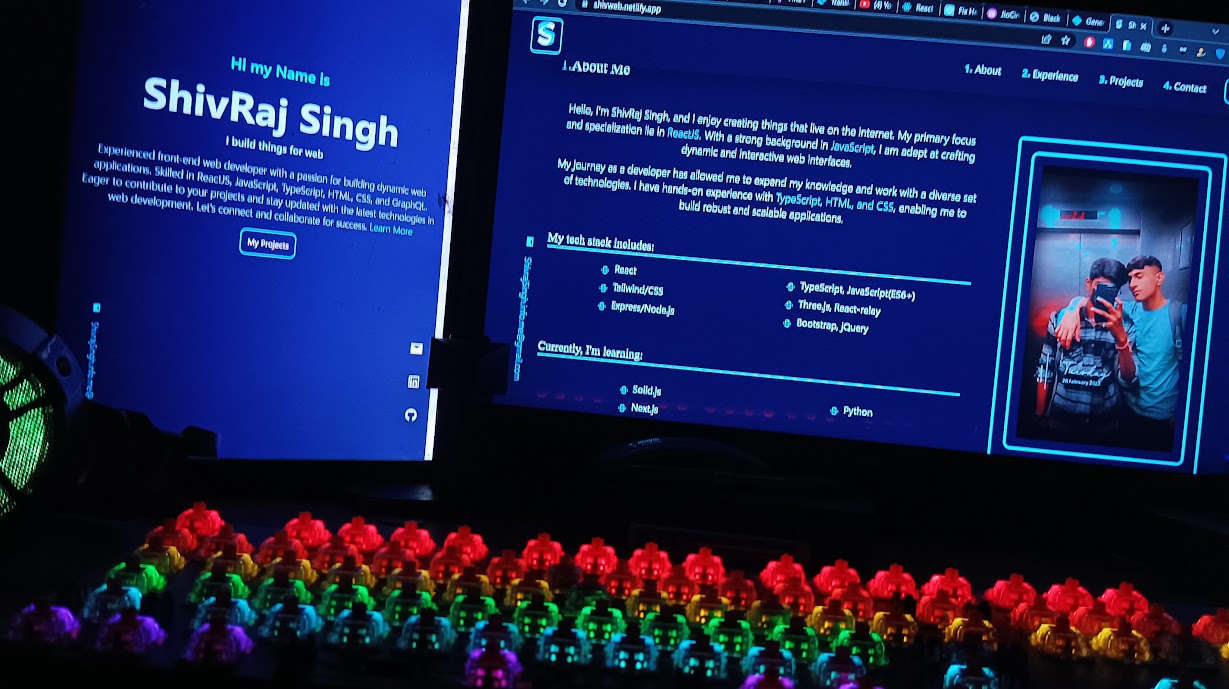 Hi my Name is
ShivRaj Singh
I build things for web
Experienced front-end web developer with a passion for building dynamic web
applications. Skilled in ReactJS, JavaScript, TypeScript, HTML, CSS, and GraphQL.
Eager to contribute to your projects and stay updated with the latest technologies in
web development. Let's connect and collaborate for success. Learn More
My Projects
shivweb.netlify.app
React
Fix
Black
S
1. About
2. Experience
3. Projects
4. Contact
1. About Me
Hello, I'm ShivRaj Singh, and I enjoy creating things that live on the internet. My primary focus
and specialization lie in ReactJS. With a strong background in JavaScript, I am adept at crafting
dynamic and interactive web interfaces.
My journey as a developer has allowed me to expand my knowledge and work with a diverse set
of technologies. I have hands-on experience with TypeScript, HTML, and CSS, enabling me to
build robust and scalable applications.
My tech stack includes:
React
Tailwind/CSS
Express/Node.js
TypeScript, JavaScript(ES6+)
Three.js, React-relay
Bootstrap, jQuery
Currently, I'm learning:
Solid.js
Next.js
Python